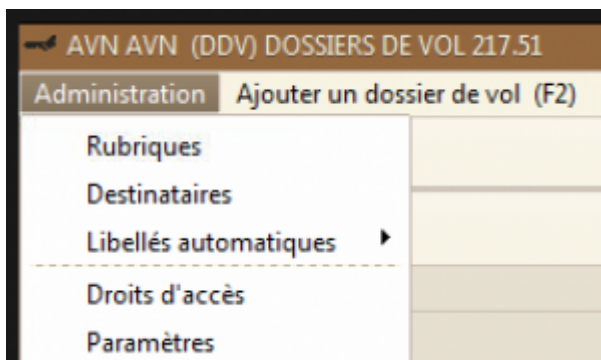 AVN AVN (DDV) DOSSIERS DE VOL 217.51
Administration Ajouter un dossier de vol (F2)
Rubriques
Destinataires
Libellés automatiques
Droits d'accès
Paramètres